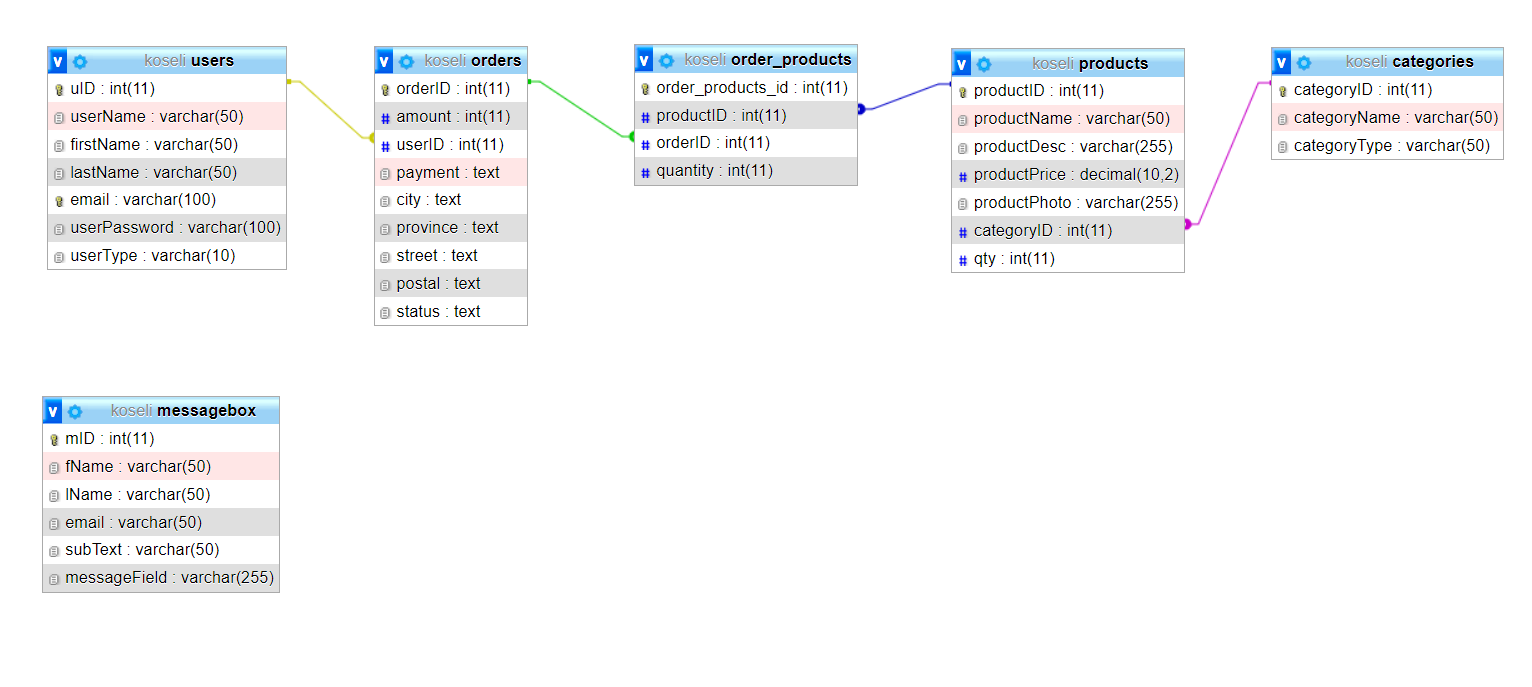 v koseli users
uID : int(11)
userName : varchar(50)
firstName : varchar(50)
lastName : varchar(50)
email : varchar(100)
userPassword : varchar(100)
userType : varchar(10)
v koseli orders
orderID : int(11)
# amount : int(11)
# userID : int(11)
payment : text
city : text
province : text
street : text
postal : text
status : text
v koseli order_products
order_products_id : int(11)
# productID : int(11)
# orderID : int(11)
# quantity : int(11)
v koseli products
productID : int(11)
productName : varchar(50)
productDesc : varchar(255)
# productPrice : decimal(10,2)
productPhoto : varchar(255)
# categoryID : int(11)
# qty : int(11)
v koseli categories
categoryID : int(11)
categoryName : varchar(50)
categoryType : varchar(50)
v koseli messagebox
mID : int(11)
fName : varchar(50)
lName : varchar(50)
email : varchar(50)
subText : varchar(50)
messageField : varchar(255)